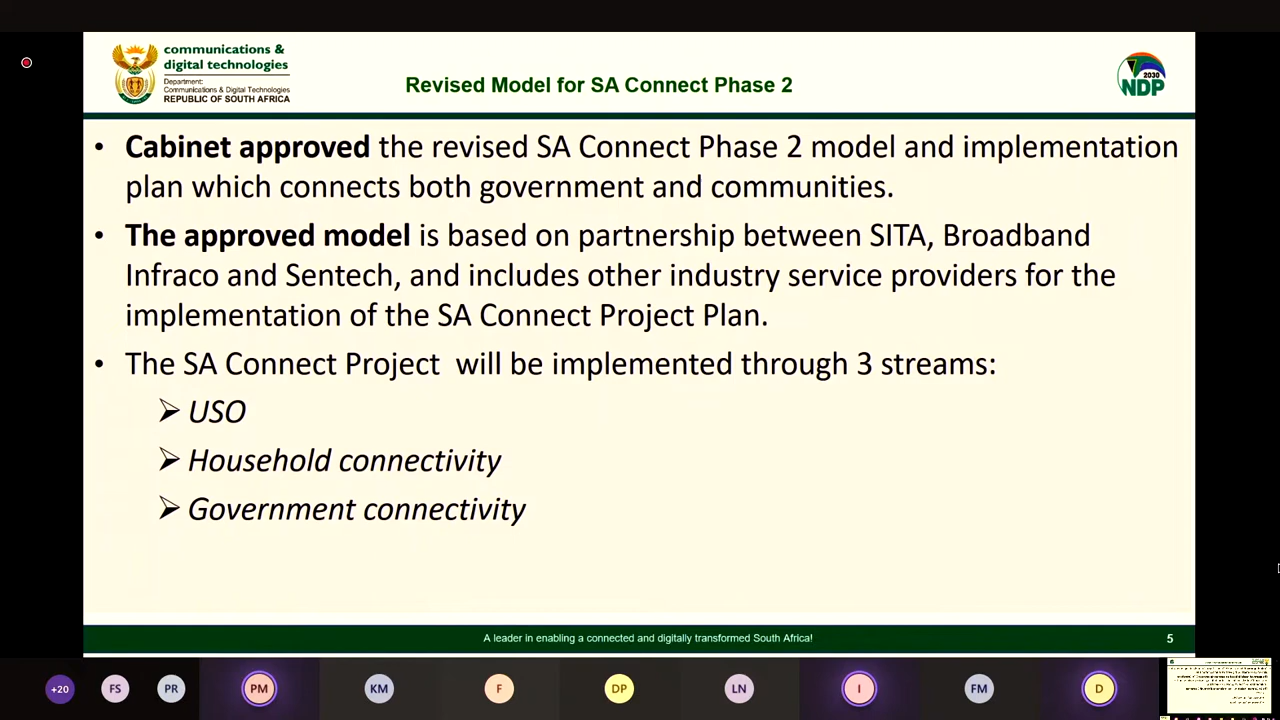 communications &
digital technologies
Department:
Communications & Digital Technologies
REPUBLIC OF SOUTH AFRICA
Revised Model for SA Connect Phase 2
2030
NDP
• Cabinet approved the revised SA Connect Phase 2 model and implementation
plan which connects both government and communities.
• The approved model is based on partnership between SITA, Broadband
Infraco and Sentech, and includes other industry service providers for the
implementation of the SA Connect Project Plan.
• The SA Connect Project will be implemented through 3 streams:
➢ USO
➢ Household connectivity
➢ Government connectivity
A leader in enabling a connected and digitally transformed South Africa!
5
+20 FS PR PM KM F DP LN I FM D